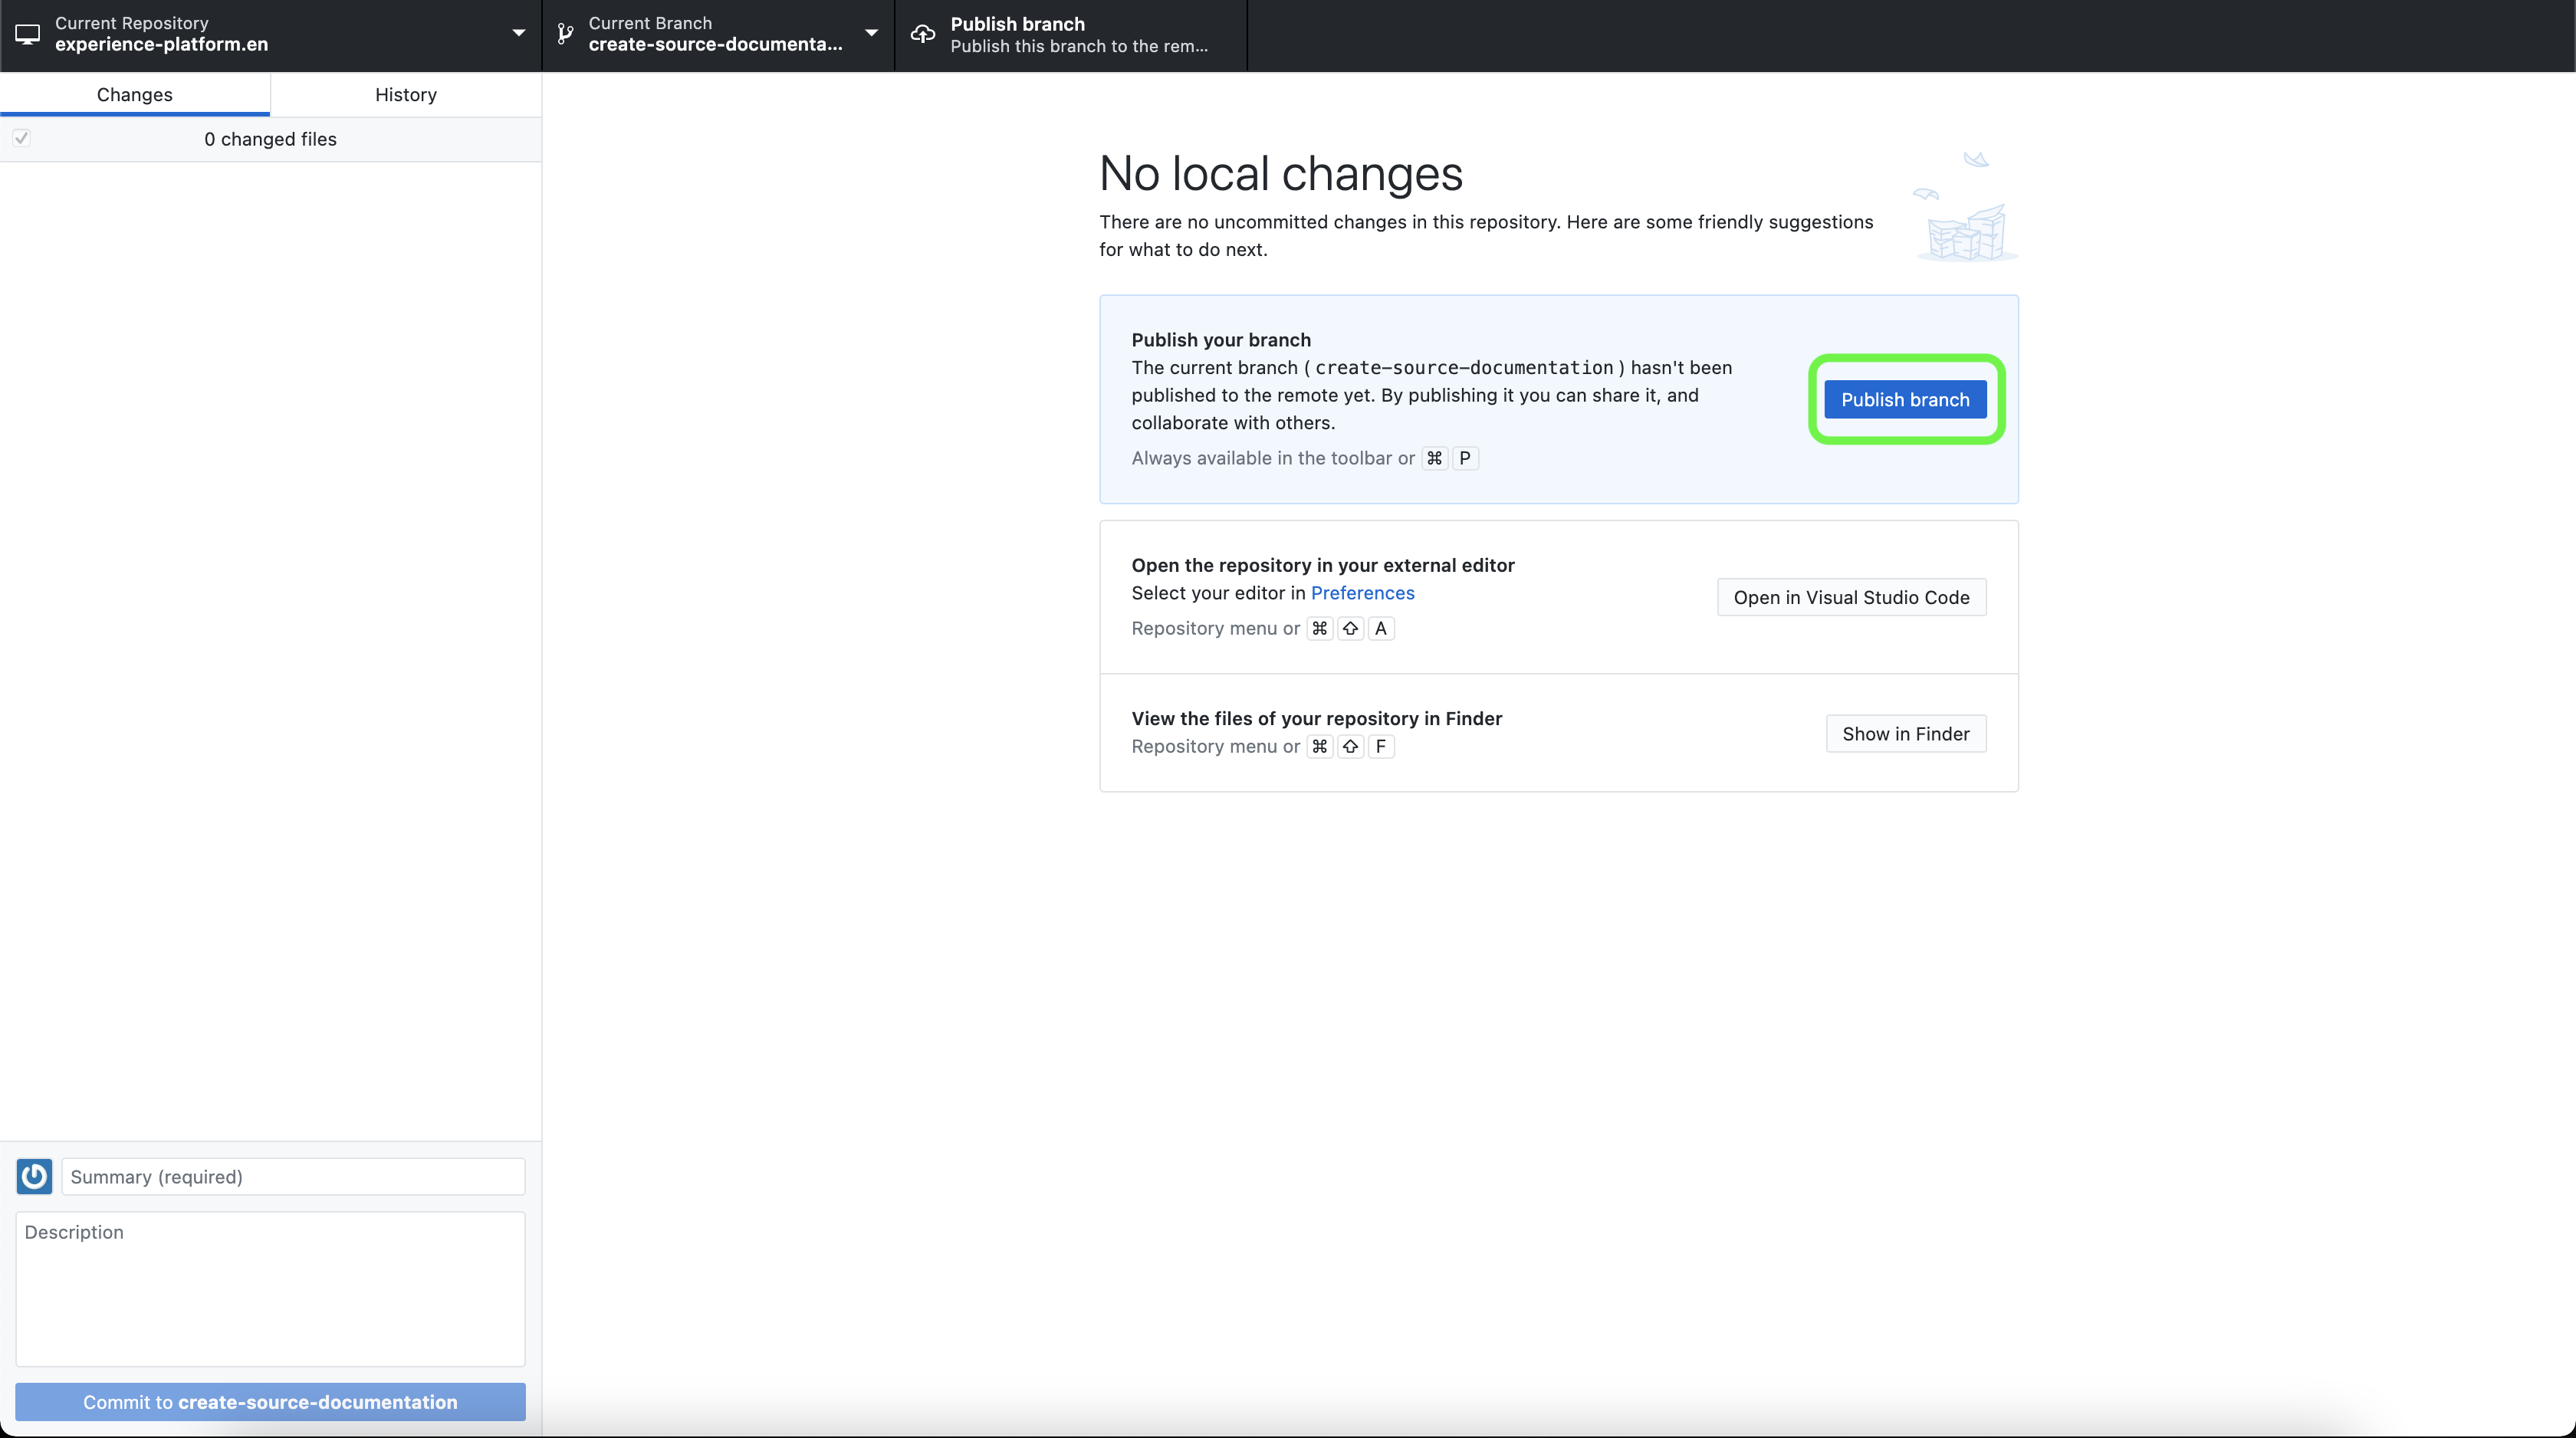 Current Repository
experience-platform.en
Current Branch
create-source-documenta...
Publish branch
Publish this branch to the rem...
Changes
History
0 changed files
No local changes
There are no uncommitted changes in this repository. Here are some friendly suggestions
for what to do next.
Publish your branch
The current branch ( create-source-documentation ) hasn't been
published to the remote yet. By publishing it you can share it, and
collaborate with others.
Always available in the toolbar or ⌘ P
Publish branch
Open the repository in your external editor
Select your editor in Preferences
Repository menu or ⌘ ⇧ A
Open in Visual Studio Code
View the files of your repository in Finder
Repository menu or ⌘ ⇧ F
Show in Finder
Summary (required)
Description
Commit to create-source-documentation